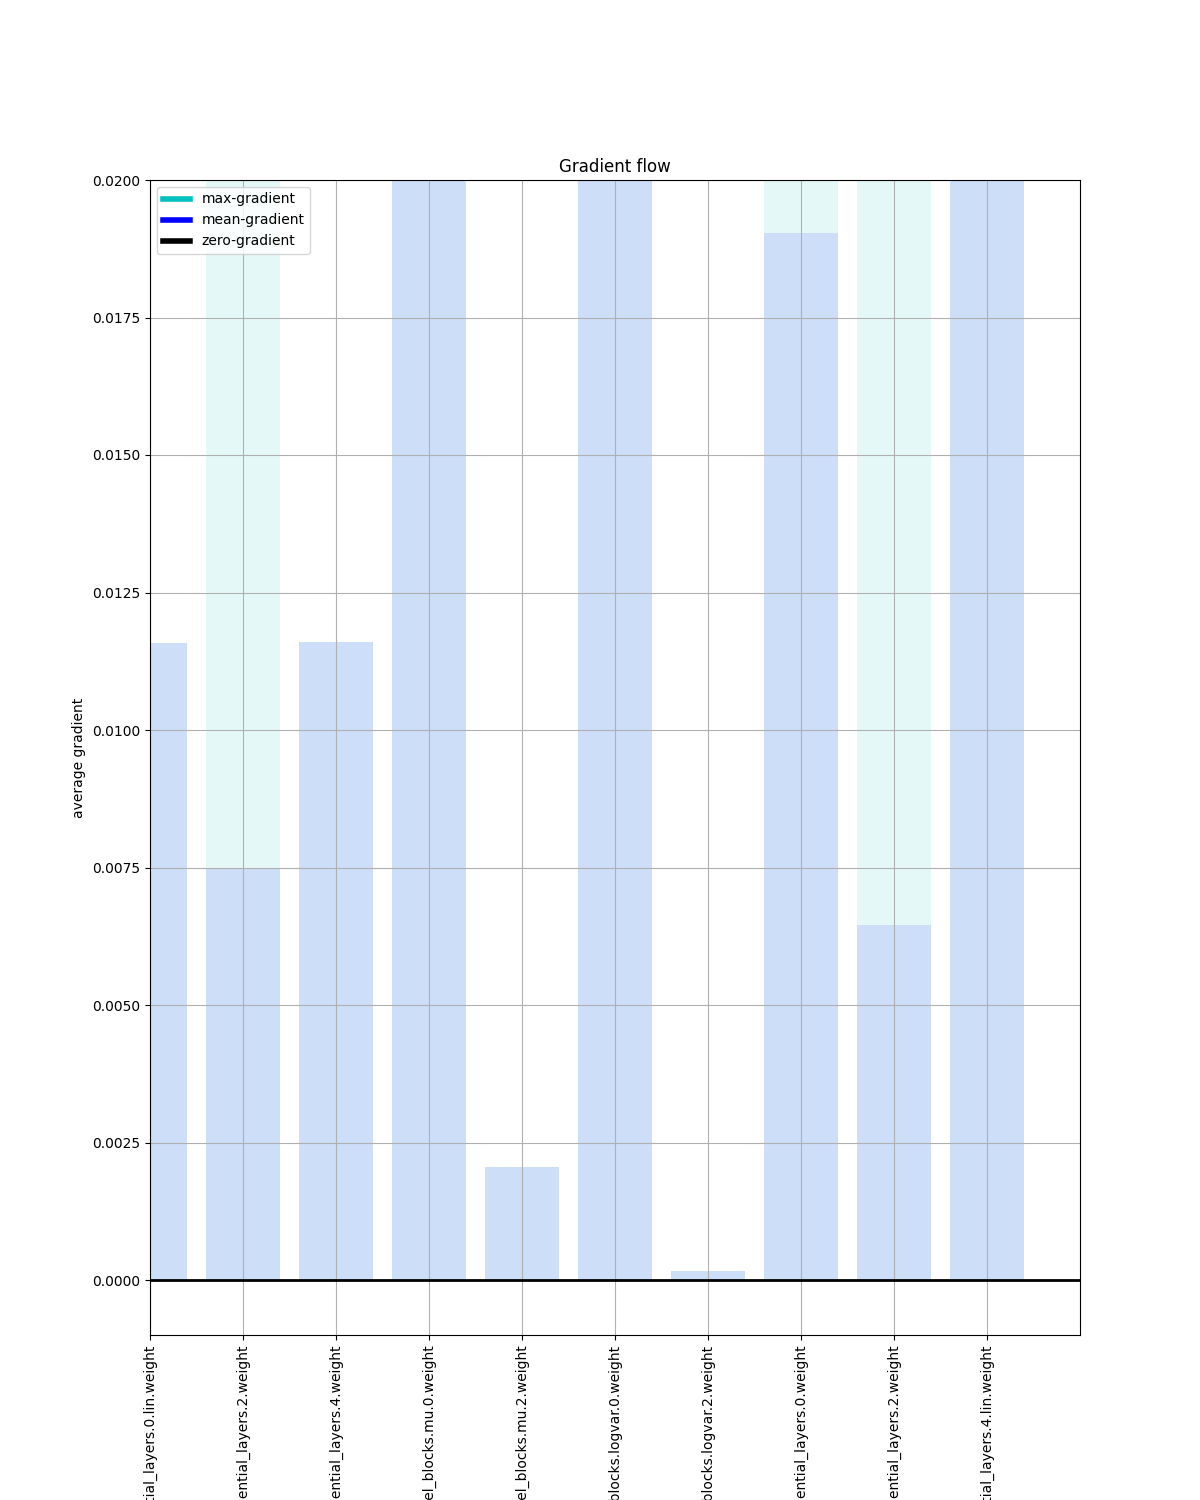 Gradient flow
max-gradient
mean-gradient
zero-gradient
0.0200
0.0175
0.0150
0.0125
0.0100
0.0075
0.0050
0.0025
0.0000
average gradient
tial_layers.0.lin.weight
ential_layers.2.weight
ential_layers.4.weight
el_blocks.mu.0.weight
el_blocks.mu.2.weight
blocks.logvar.0.weight
blocks.logvar.2.weight
ential_layers.0.weight
ential_layers.2.weight
tial_layers.4.lin.weight